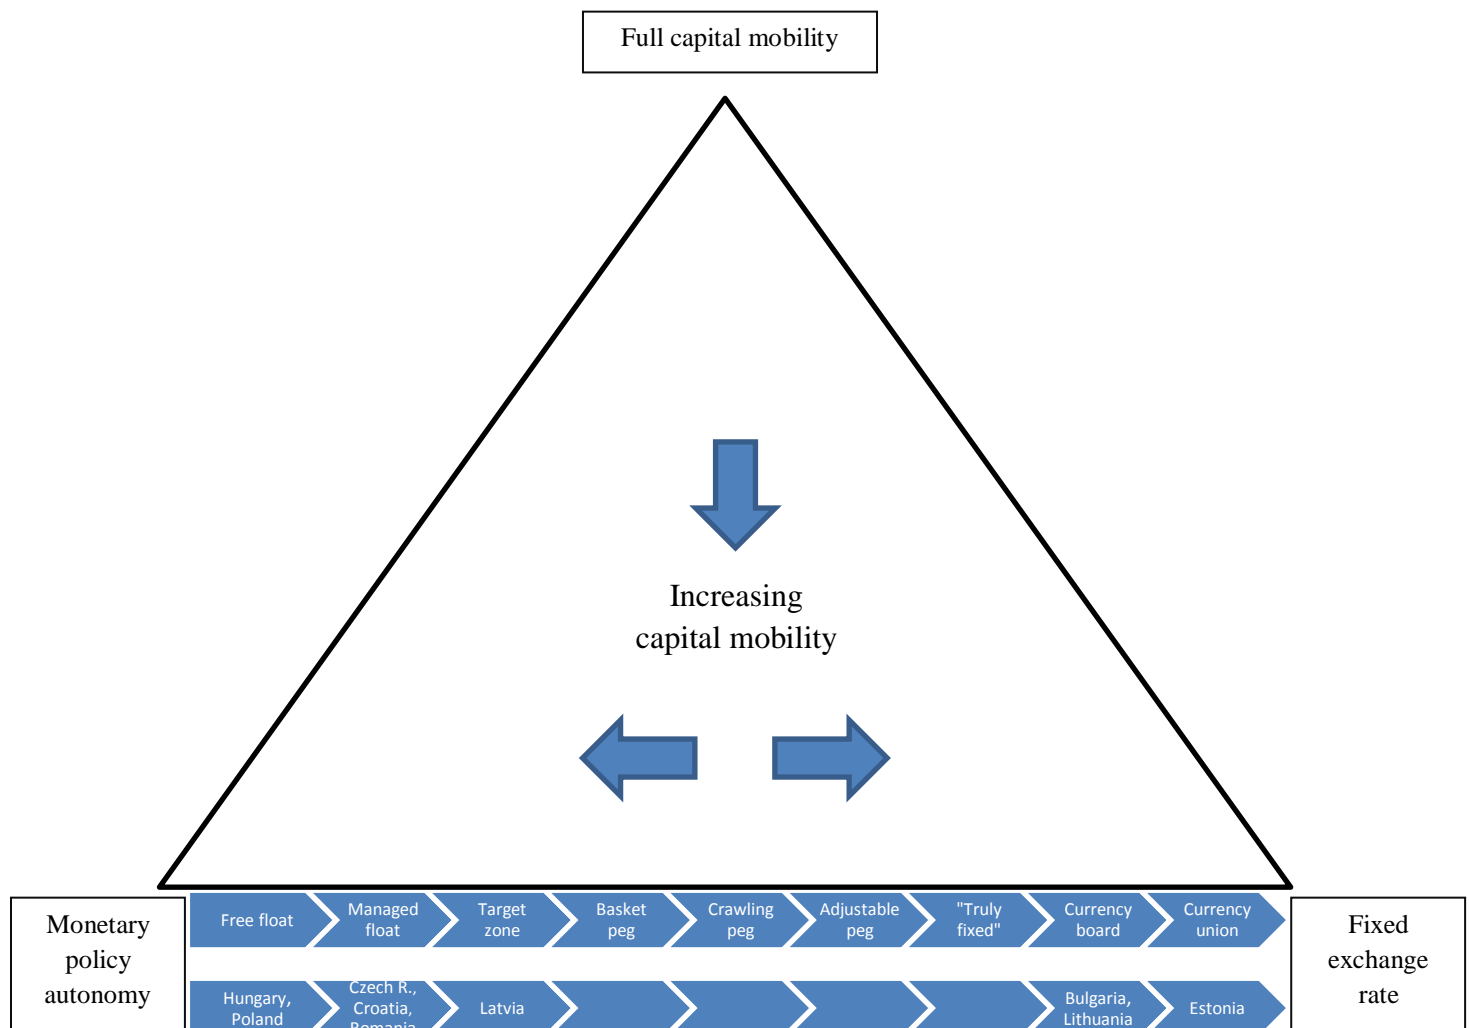 Full capital mobility
Increasing
capital mobility
Monetary
policy
autonomy
Free float
Managed
float
Target
zone
Basket
peg
Crawling
peg
Adjustable
peg
"Truly
fixed"
Currency
board
Currency
union
Fixed
exchange
rate
Hungary,
Poland
Czech R.,
Croatia,
Romania
Latvia
Bulgaria,
Lithuania
Estonia